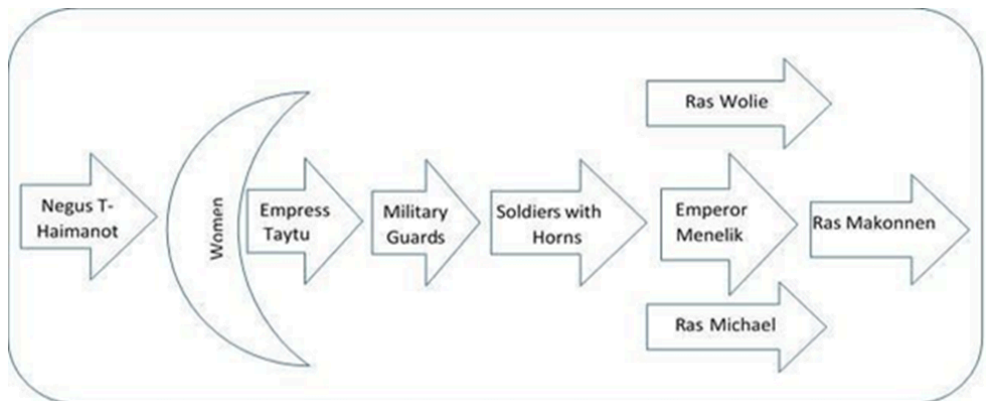 Negus T-
Haimanot
Women
Empress
Taytu
Military
Guards
Soldiers with
Horns
Ras Wolie
Emperor
Menelik
Ras Michael
Ras Makonnen